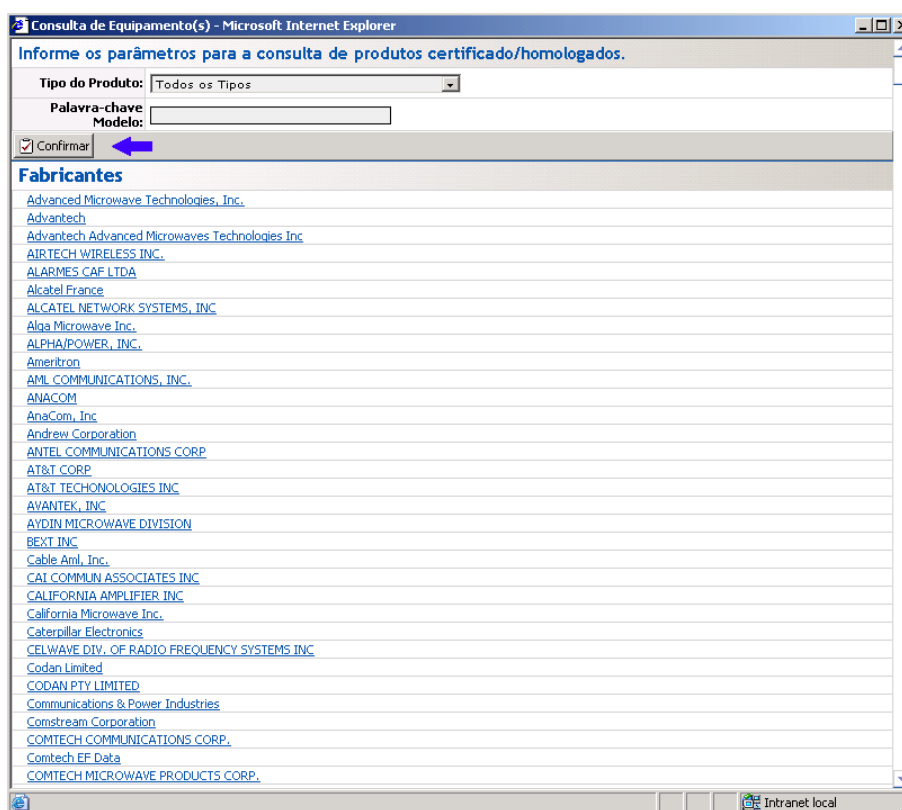 Consulta de Equipamento(s) - Microsoft Internet Explorer
Informe os parâmetros para a consulta de produtos certificado/homologados.
Tipo do Produto: Todos os Tipos
Palavra-chave
Modelo:
Confirmar
Fabricantes
Advanced Microwave Technologies, Inc.
Advantech
Advantech Advanced Microwaves Technologies Inc
AIRTECH WIRELESS INC.
ALARMES CAF LTDA
Alcatel France
ALCATEL NETWORK SYSTEMS, INC
Alga Microwave Inc.
ALPHA/POWER, INC.
Ameritron
AML COMMUNICATIONS, INC.
ANACOM
AnaCom, Inc
Andrew Corporation
ANTEL COMMUNICATIONS CORP
AT&T CORP
AT&T TECHONOLOGIES INC
AVANTEK, INC
AYDIN MICROWAVE DIVISION
BEXT INC
Cable Aml, Inc.
CAI COMMUN ASSOCIATES INC
CALIFORNIA AMPLIFIER INC
California Microwave Inc.
Caterpillar Electronics
CELWAVE DIV. OF RADIO FREQUENCY SYSTEMS INC
Codan Limited
CODAN PTY LIMITED
Communications & Power Industries
Comstream Corporation
COMTECH COMMUNICATIONS CORP.
Comtech EF Data
COMTECH MICROWAVE PRODUCTS CORP.
Intranet local